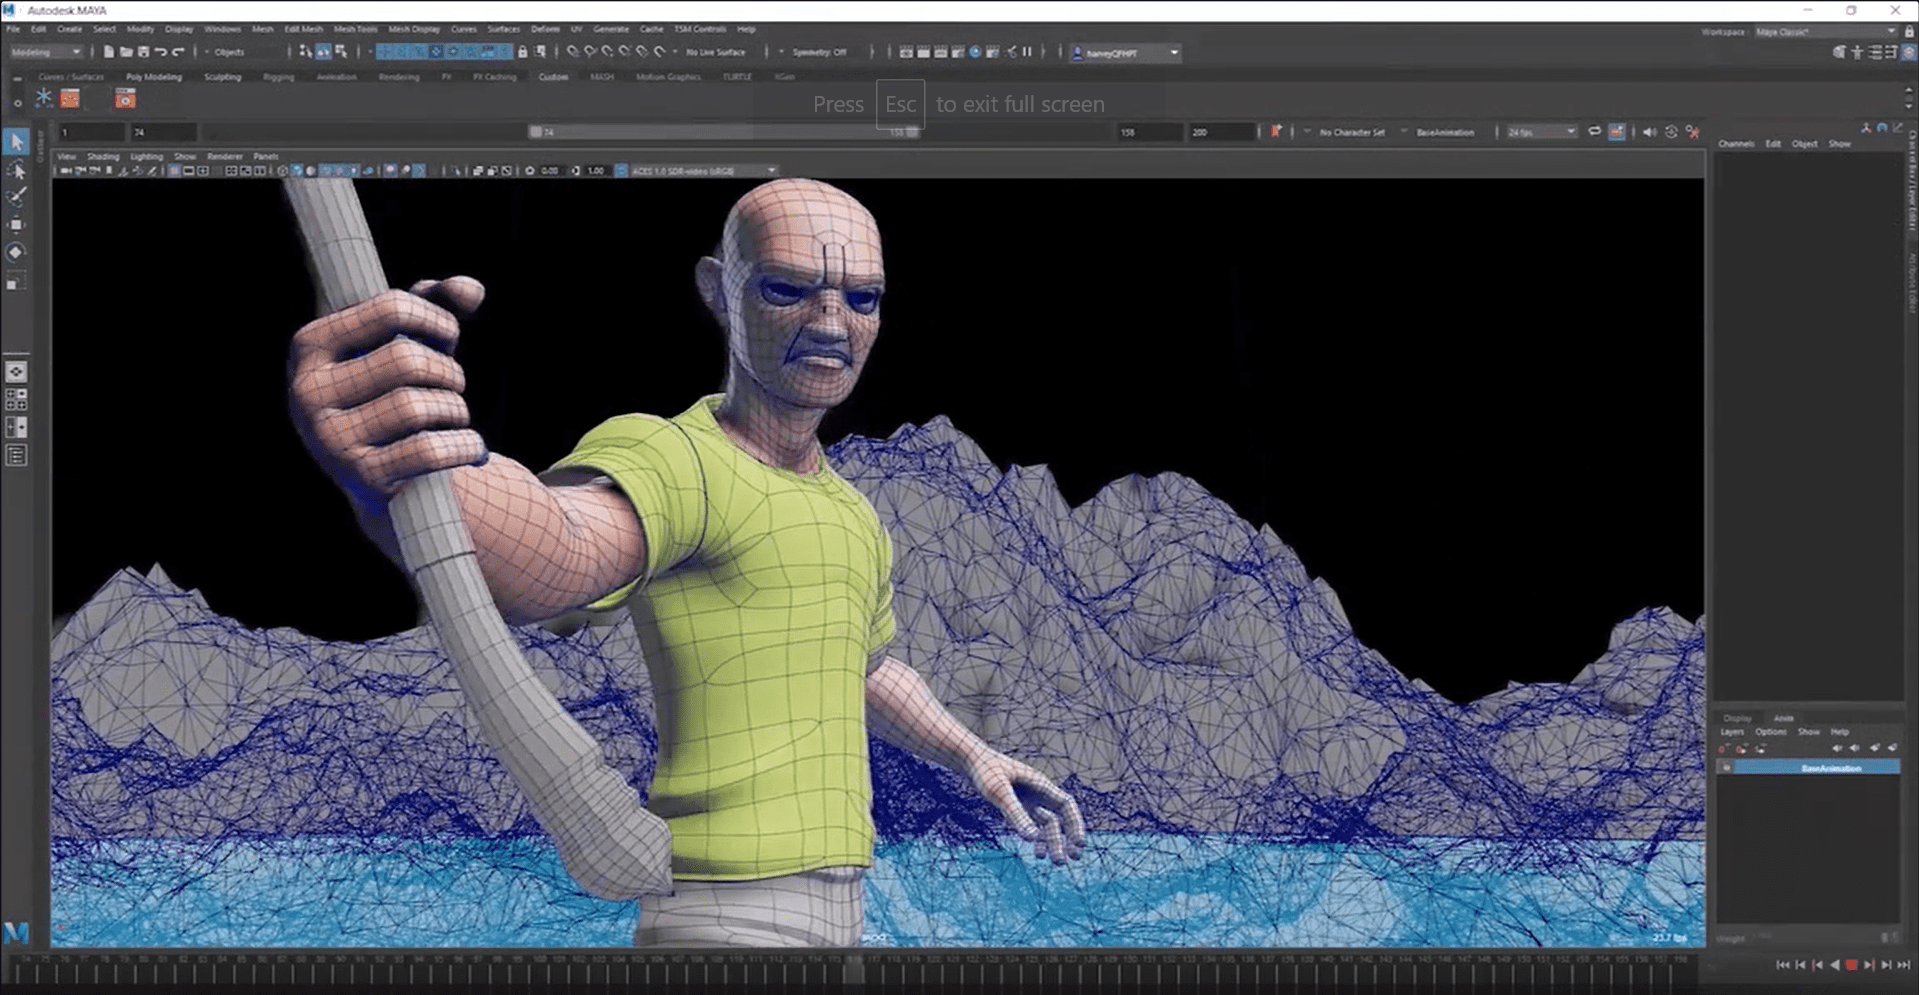 Autodesk MAYA
File Edit Create Select Modify Display Windows Mesh Edit Mesh Mesh Tools Mesh Display Curves Surfaces Deform UV Generate Cache TSM Controls Help
Workspace: Maya Classic*
Modeling Objects No Live Surface Symmetry: Off
Curves / Surfaces Poly Modeling Sculpting Rigging Animation Rendering FX FX Caching Custom MASH Motion Graphics TURTLE XGen
Press Esc to exit full screen
1 74 74 158 158 200 No Character Set BaseAnimation 24 fps
Channels Edit Object Show
View Shading Lighting Show Renderer Panels
0.00 1.00 ACES 1.0 SDR-video (sRGB)
Display Anim
Layers Options Show Help
BaseAnimation
Weight
23.7 fps